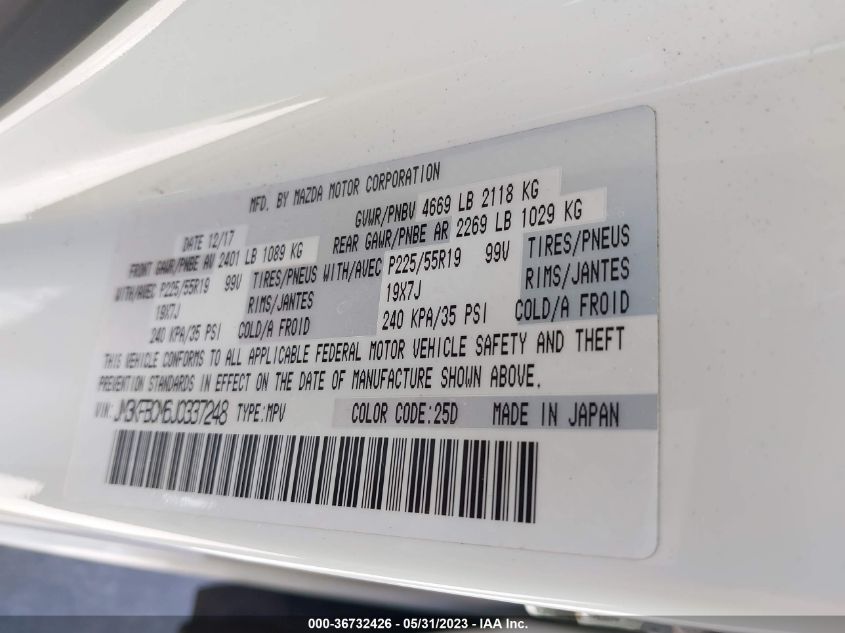 MFD. BY MAZDA MOTOR CORPORATION
DATE 12/17 GVWR/PNBV 4669 LB 2118 KG
FRONT GAWR/PNBE AV 2401 LB 1089 KG REAR GAWR/PNBE AR 2269 LB 1029 KG
WITH/AVEC P225/55R19 99V TIRES/PNEUS WITH/AVEC P225/55R19 99V TIRES/PNEUS
19X7J RIMS/JANTES 19X7J RIMS/JANTES
240 KPA/35 PSI COLD/A FROID 240 KPA/35 PSI COLD/A FROID
THIS VEHICLE CONFORMS TO ALL APPLICABLE FEDERAL MOTOR VEHICLE SAFETY AND THEFT
PREVENTION STANDARDS IN EFFECT ON THE DATE OF MANUFACTURE SHOWN ABOVE.
VIN: TYPE:MPV COLOR CODE:25D MADE IN JAPAN
000-36732426 - 05/31/2023 - IAA Inc.